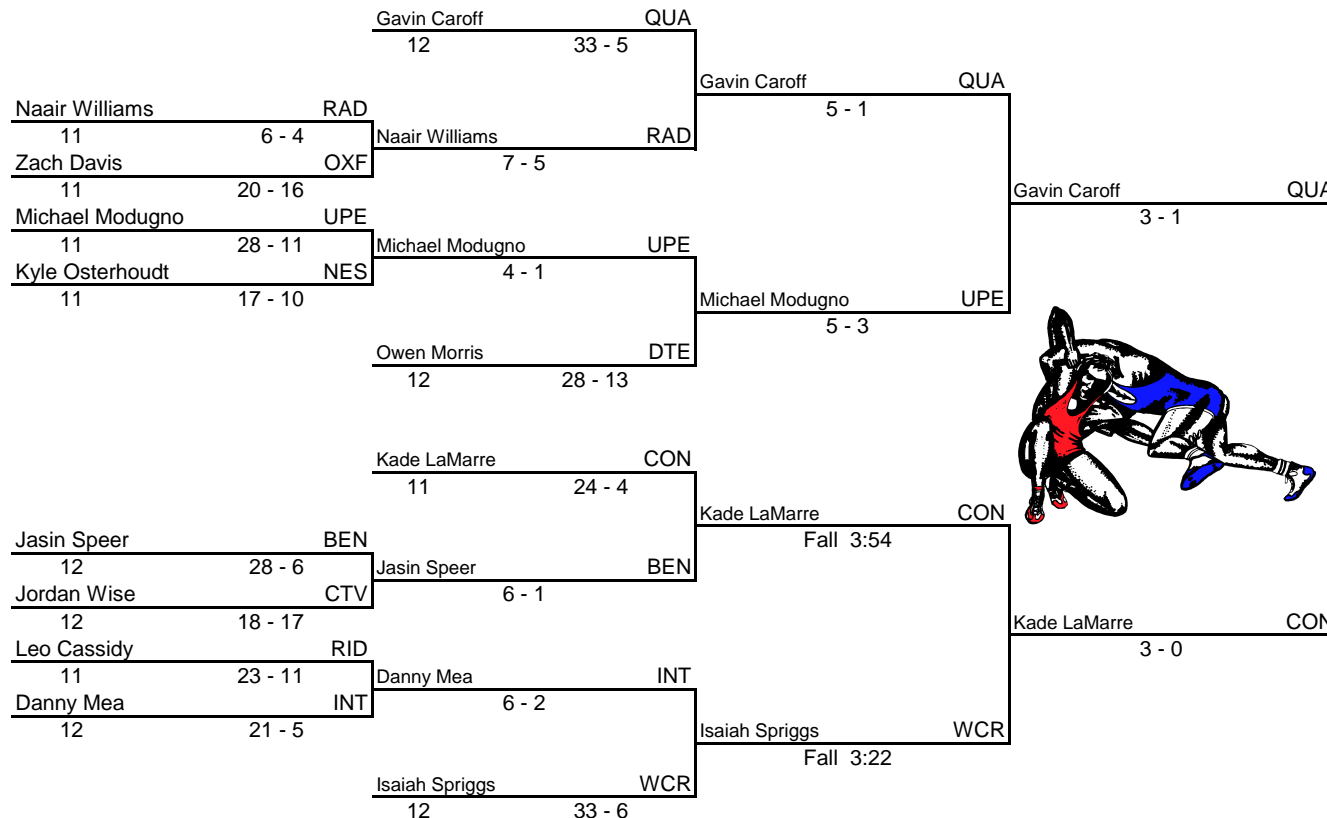 Gavin Caroff QUA
12 33 - 5
Gavin Caroff QUA
5 - 1
Naair Williams RAD
11 6 - 4
Naair Williams RAD
7 - 5
Zach Davis OXF
11 20 - 16
Gavin Caroff QUA
3 - 1
Michael Modugno UPE
11 28 - 11
Michael Modugno UPE
4 - 1
Kyle Osterhoudt NES
11 17 - 10
Michael Modugno UPE
5 - 3
Owen Morris DTE
12 28 - 13
Kade LaMarre CON
11 24 - 4
Kade LaMarre CON
Fall 3:54
Jasin Speer BEN
12 28 - 6
Jasin Speer BEN
6 - 1
Jordan Wise CTV
12 18 - 17
Kade LaMarre CON
3 - 0
Leo Cassidy RID
11 23 - 11
Danny Mea INT
6 - 2
Danny Mea INT
12 21 - 5
Isaiah Spriggs WCR
Fall 3:22
Isaiah Spriggs WCR
12 33 - 6